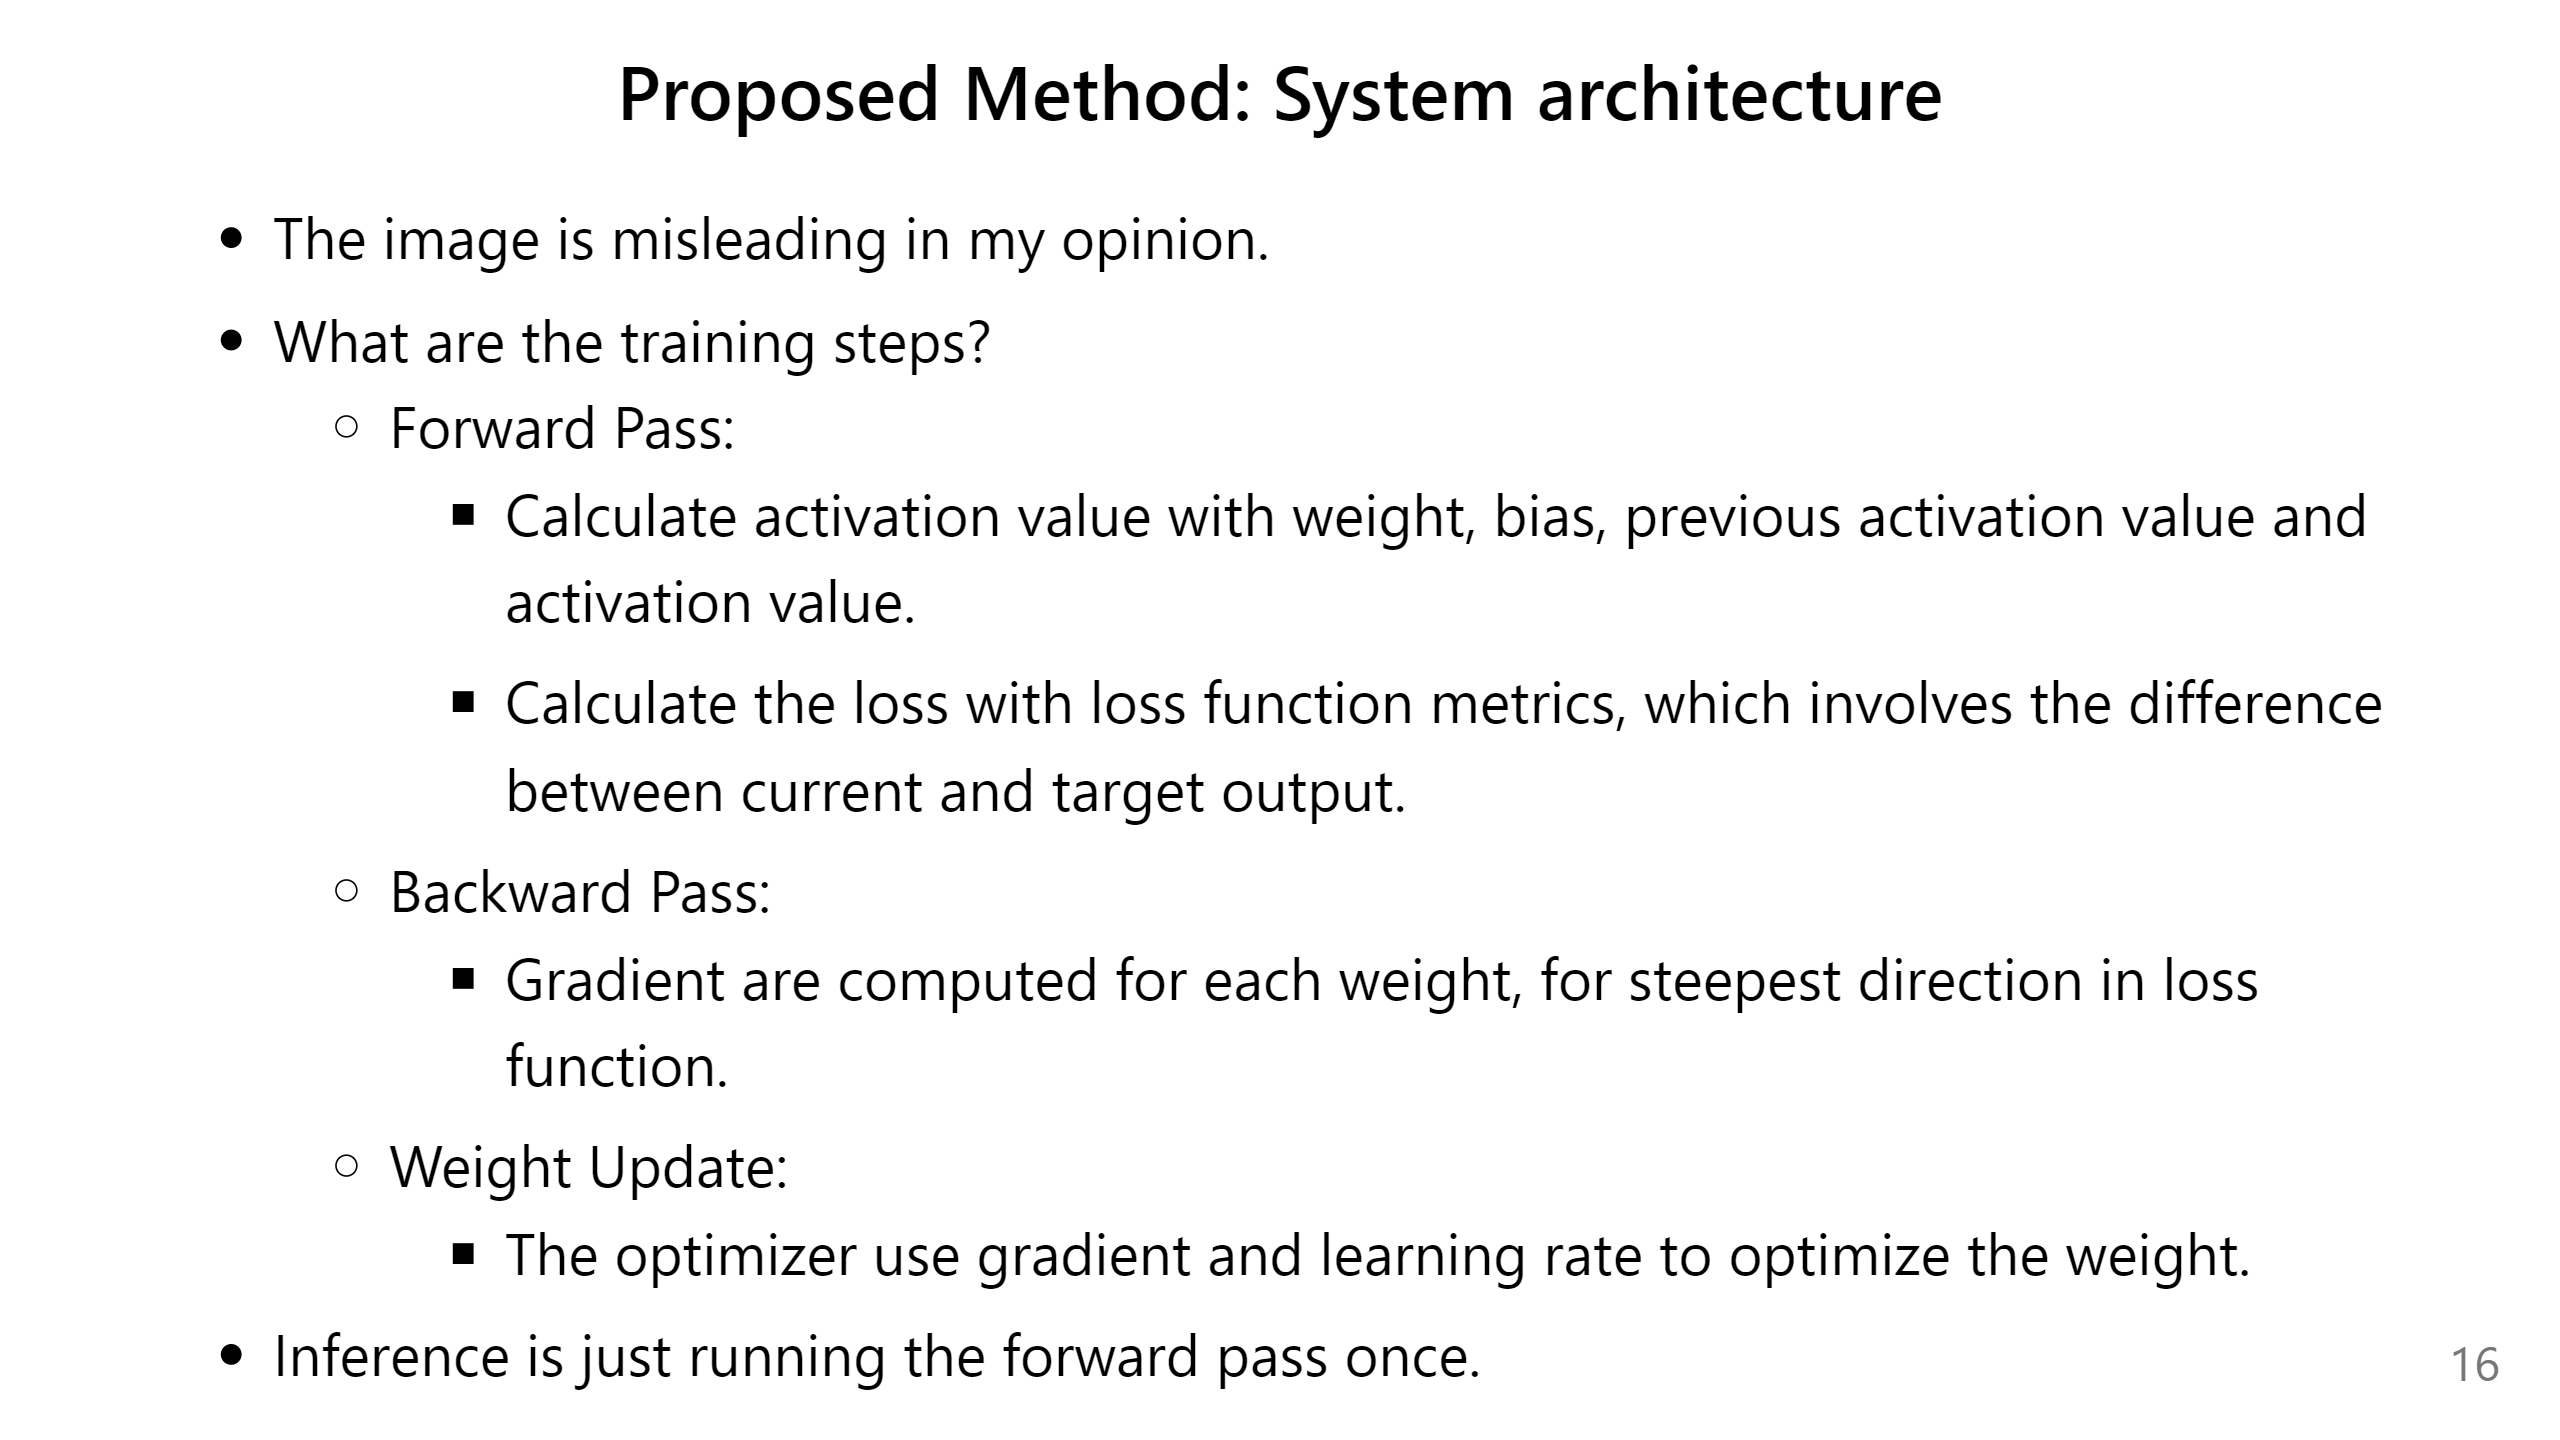 Proposed Method: System architecture
• The image is misleading in my opinion.
• What are the training steps?
○ Forward Pass:
■ Calculate activation value with weight, bias, previous activation value and
activation value.
■ Calculate the loss with loss function metrics, which involves the difference
between current and target output.
○ Backward Pass:
■ Gradient are computed for each weight, for steepest direction in loss
function.
○ Weight Update:
■ The optimizer use gradient and learning rate to optimize the weight.
• Inference is just running the forward pass once.
16